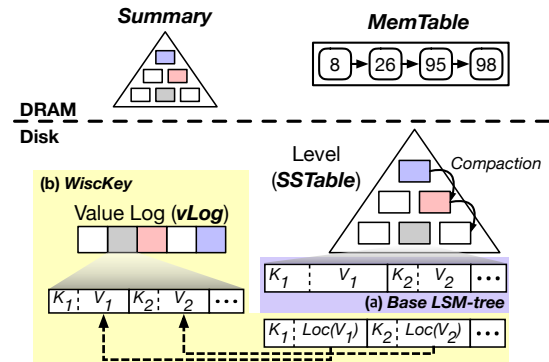 Summary
MemTable
8 26 95 98
DRAM
Disk
Level
(SSTable)
Compaction
(b) WiscKey
Value Log (vLog)
K1 V1 K2 V2 •••
K1 V1 K2 V2 •••
(a) Base LSM-tree
K1 Loc(V1) K2 Loc(V2) •••